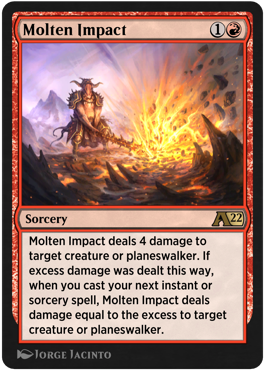 Molten Impact 1
Sorcery A22
Molten Impact deals 4 damage to
target creature or planeswalker. If
excess damage was dealt this way,
when you cast your next instant or
sorcery spell, Molten Impact deals
damage equal to the excess to target
creature or planeswalker.
Jorge Jacinto